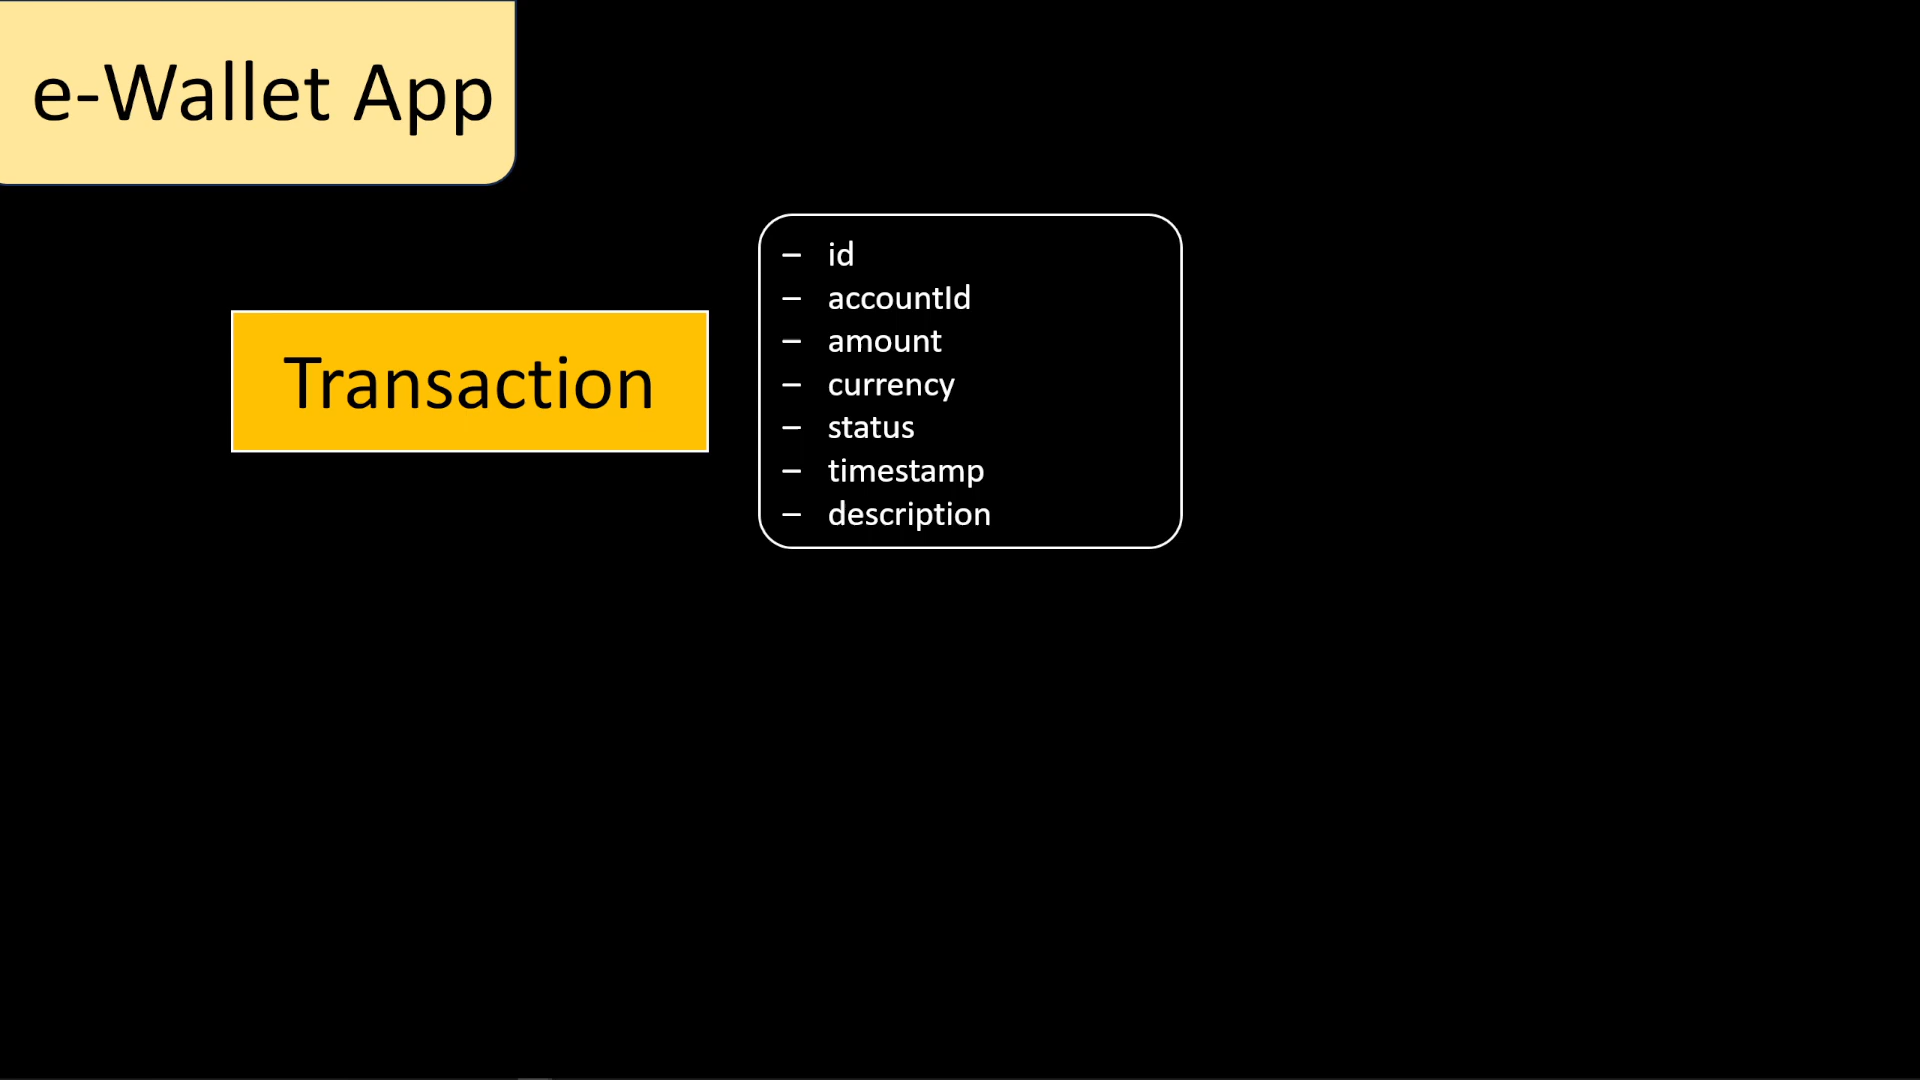 e-Wallet App
Transaction
– id
– accountId
– amount
– currency
– status
– timestamp
– description